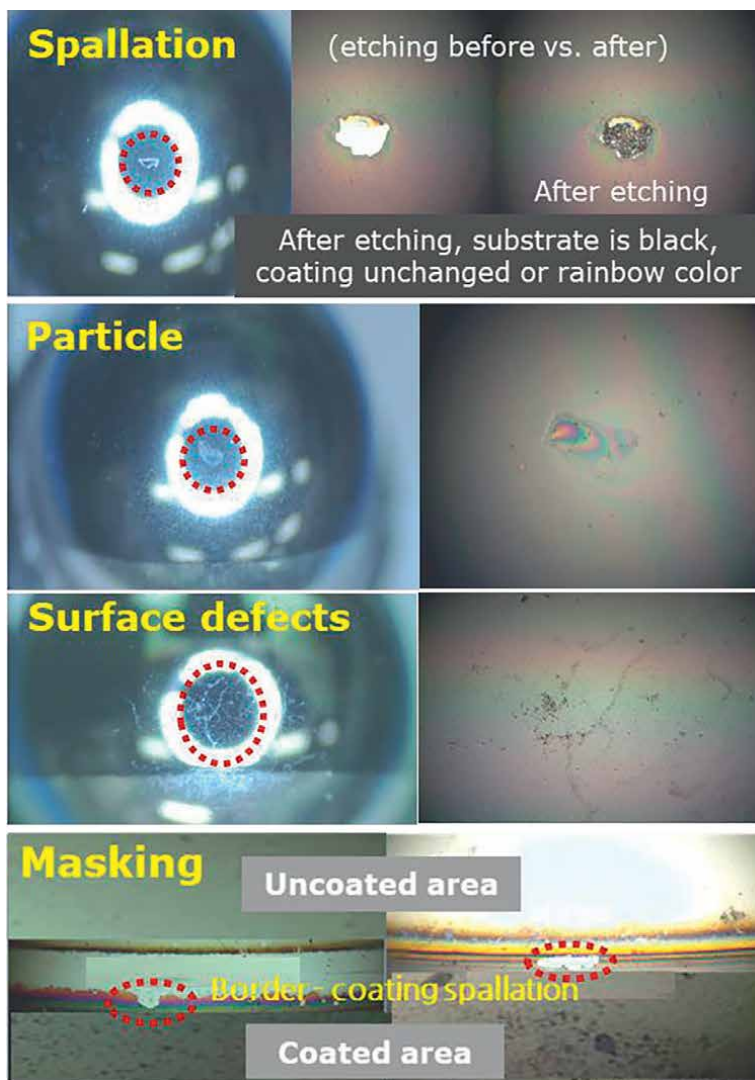 Spallation
(etching before vs. after)
After etching
After etching, substrate is black,
coating unchanged or rainbow color
Particle
Surface defects
Masking
Uncoated area
Border - coating spallation
Coated area